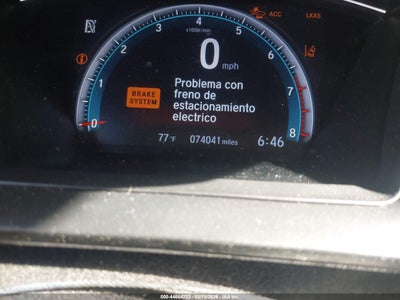 ACC
LKAS
x1000r/min
0 1 2 3 4 5 6 7 8
0 mph
BRAKE
SYSTEM
Problema con
freno de
estacionamiento
electrico
77°F
074041 miles
6:46